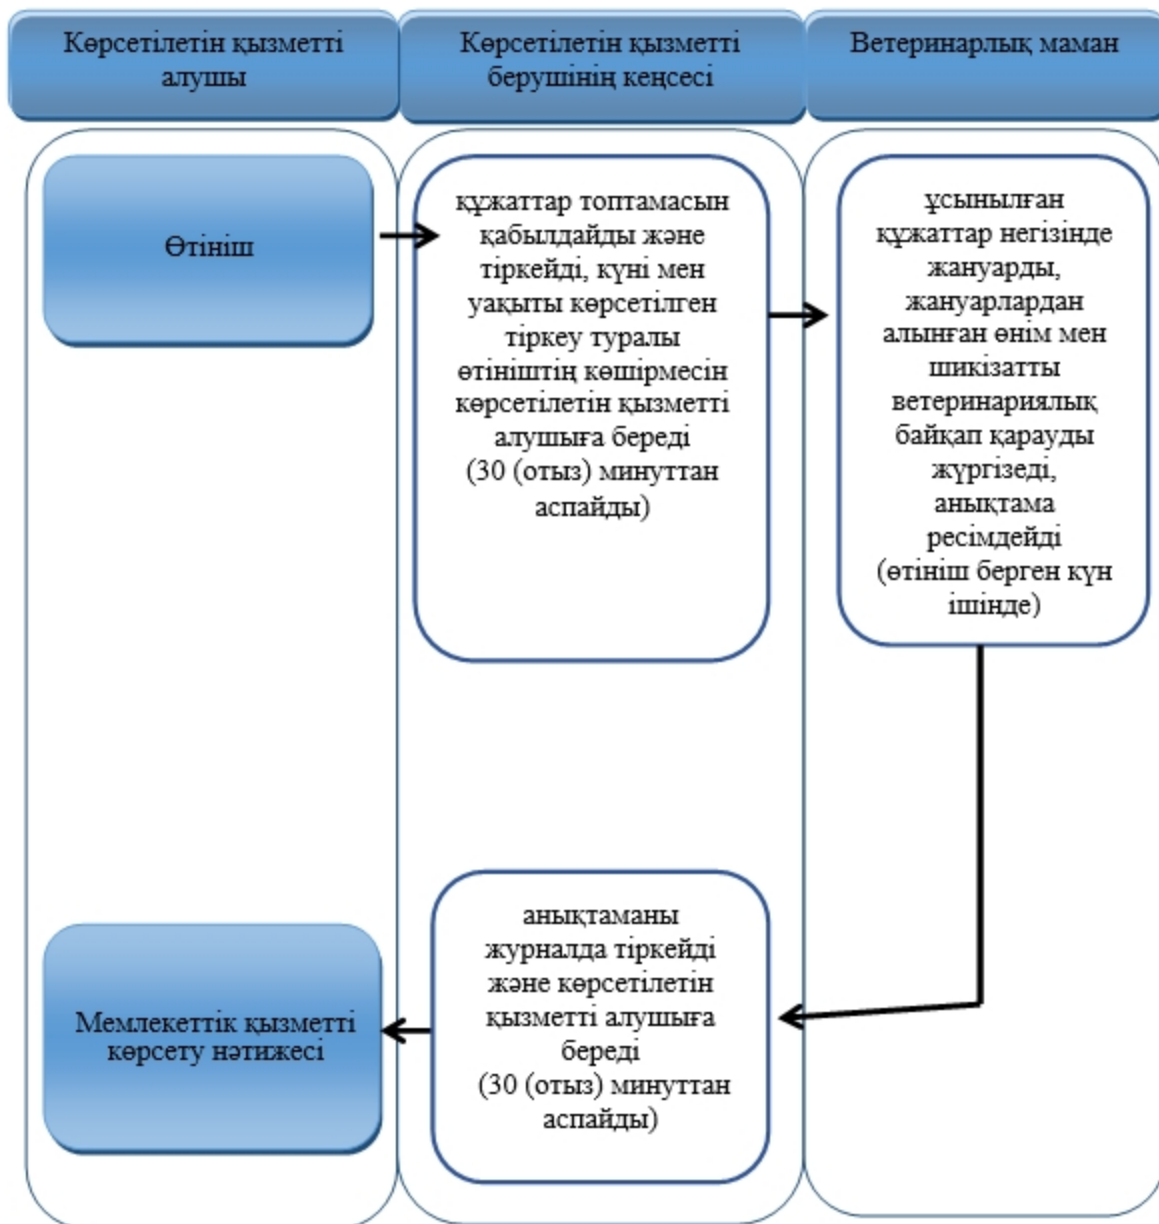 Көрсетілетін қызметті
алушы
Көрсетілетін қызметті
берушінің кеңсесі
Ветеринарлық маман
Өтініш
құжаттар топтамасын
қабылдайды және
тіркейді, күні мен
уақыты көрсетілген
тіркеу туралы
өтініштің көшірмесін
көрсетілетін қызметті
алушыға береді
(30 (отыз) минуттан
аспайды)
ұсынылған
құжаттар негізінде
жануарды,
жануарлардан
алынған өнім мен
шикізатты
ветеринариялық
байқап қарауды
жүргізеді,
анықтама
ресімдейді
(өтініш берген күн
ішінде)
анықтаманы
журналда тіркейді
және көрсетілетін
қызметті алушыға
береді
(30 (отыз) минуттан
аспайды)
Мемлекеттік қызметті
көрсету нәтижесі